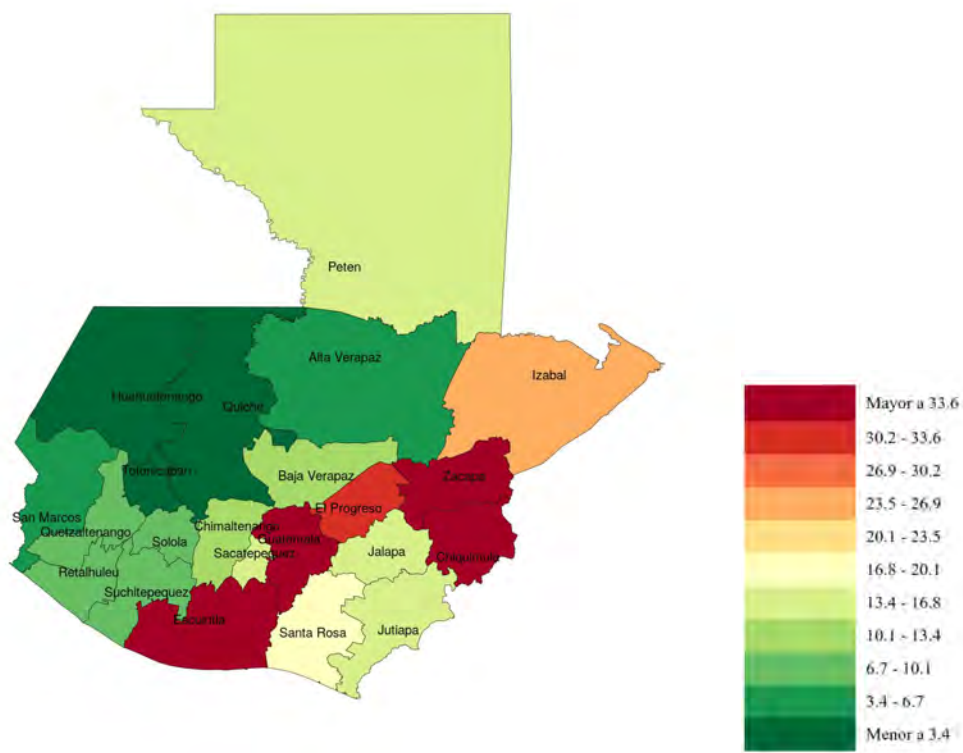 Peten
Alta Verapaz
Izabal
Huehuetenango
Quiche
Totonicapan
Baja Verapaz
Zacapa
El Progreso
San Marcos
Quetzaltenango
Chimaltenango
Guatemala
Solola
Sacatepequez
Jalapa
Chiquimula
Retalhuleu
Suchitepequez
Escuintla
Santa Rosa
Jutiapa
Mayor a 33.6
30.2 - 33.6
26.9 - 30.2
23.5 - 26.9
20.1 - 23.5
16.8 - 20.1
13.4 - 16.8
10.1 - 13.4
6.7 - 10.1
3.4 - 6.7
Menor a 3.4